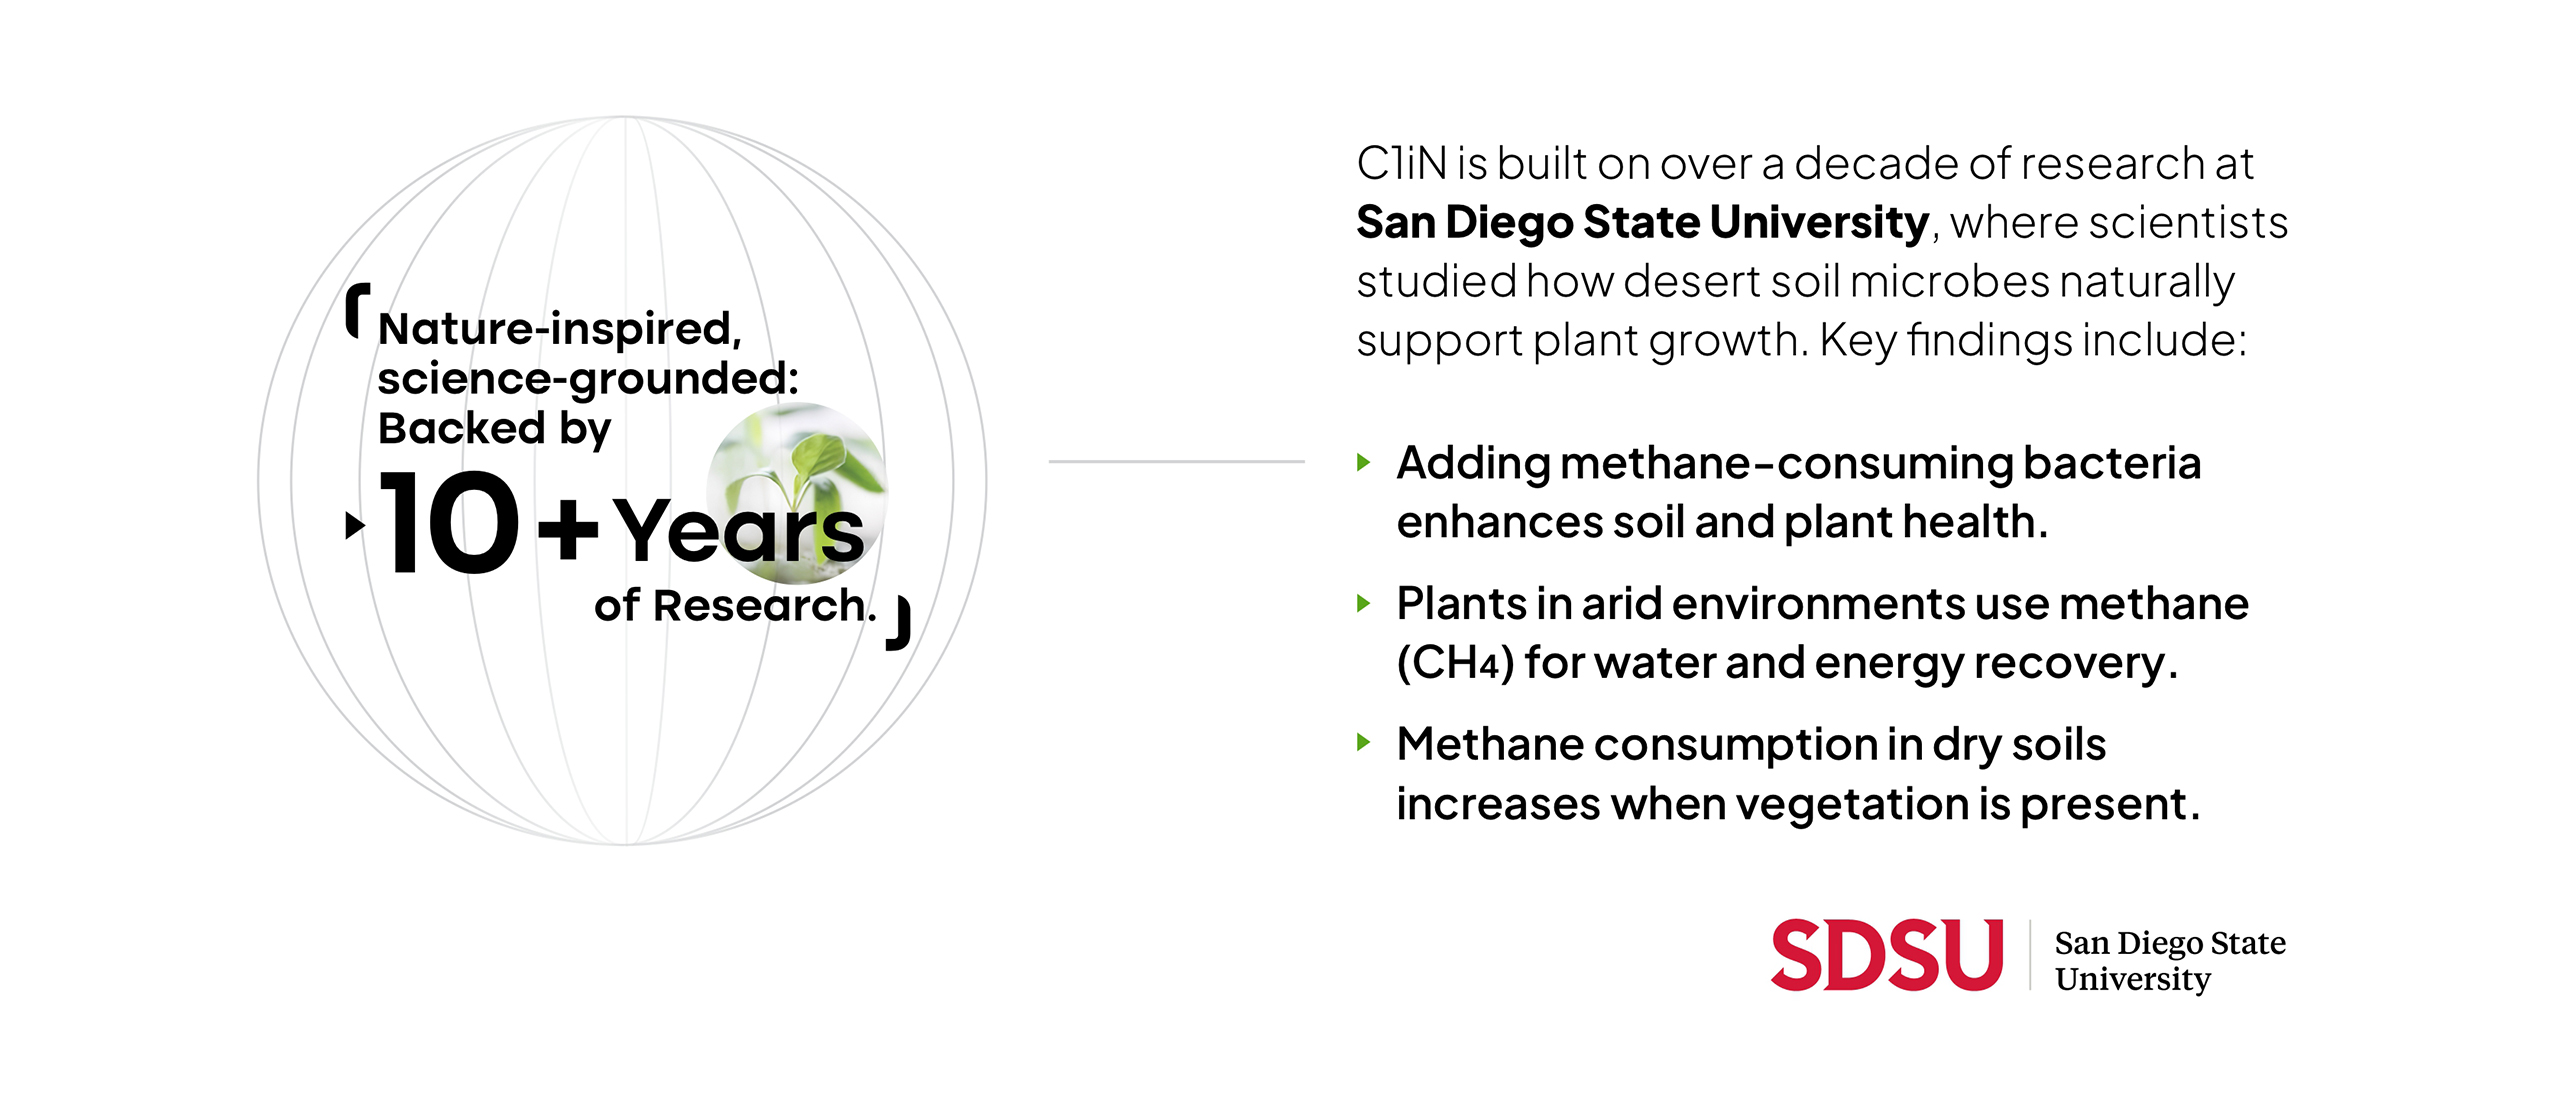 Nature-inspired,
science-grounded:
Backed by
10+ Years
of Research.
C1iN is built on over a decade of research at
San Diego State University, where scientists
studied how desert soil microbes naturally
support plant growth. Key findings include:
Adding methane-consuming bacteria
enhances soil and plant health.
Plants in arid environments use methane
(CH4) for water and energy recovery.
Methane consumption in dry soils
increases when vegetation is present.
SDSU
San Diego State
University